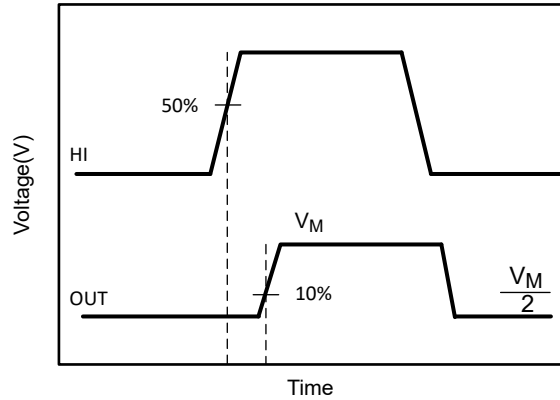 50%
HI
V_M
10%
OUT
V_M
2
Voltage(V)
Time